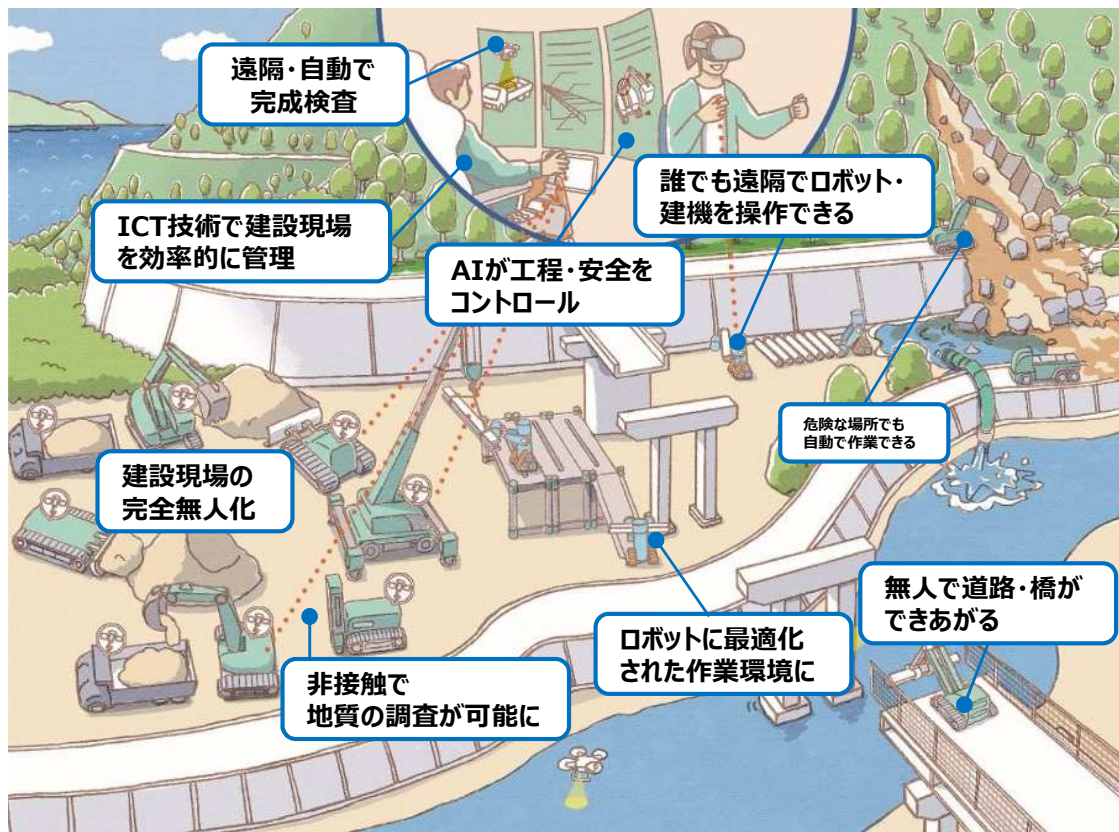 遠隔・自動で
完成検査
ICT技術で建設現場
を効率的に管理
AIが工程・安全を
コントロール
誰でも遠隔でロボット・
建機を操作できる
危険な場所でも
自動で作業できる
建設現場の
完全無人化
非接触で
地質の調査が可能に
ロボットに最適化
された作業環境に
無人で道路・橋が
できあがる